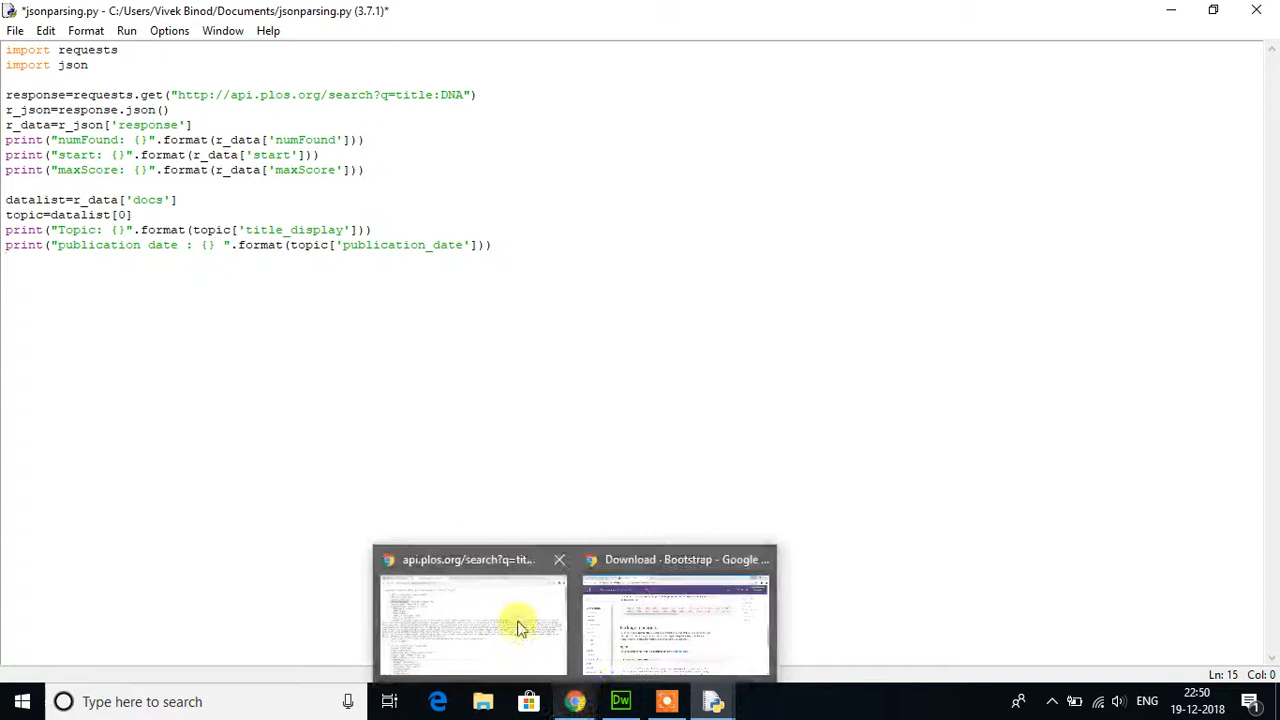 *jsonparsing.py - C:/Users/Vivek Binod/Documents/jsonparsing.py (3.7.1)*
File Edit Format Run Options Window Help
import requests
import json
response=requests.get("http://api.plos.org/search?q=title:DNA")
r_json=response.json()
r_data=r_json['response']
print("numFound: {}".format(r_data['numFound']))
print("start: {}".format(r_data['start']))
print("maxScore: {}".format(r_data['maxScore']))
datalist=r_data['docs']
topic=datalist[0]
print("Topic: {}".format(topic['title_display']))
print("publication date : {} ".format(topic['publication_date']))
api.plos.org/search?q=tit...
Download · Bootstrap - Google ...
Ln: 15 Col: 0
Type here to search
Dw
ENG
22:50
19-12-2018
1